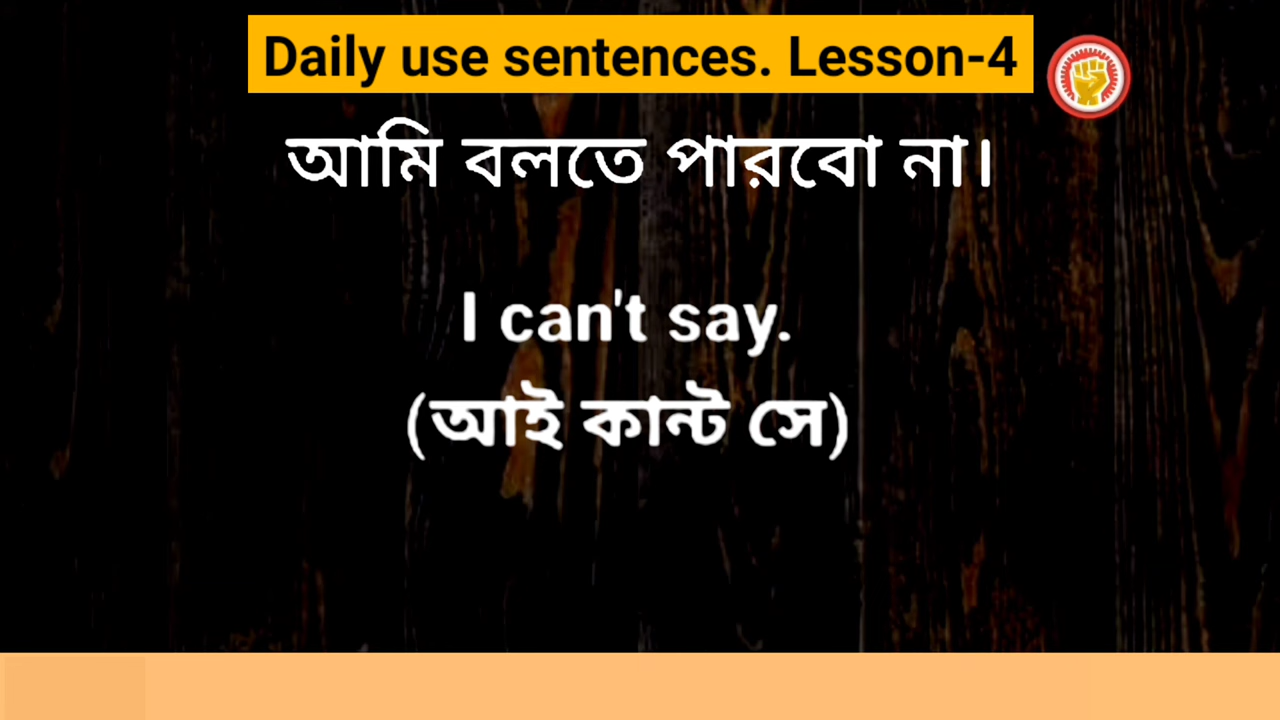 Daily use sentences. Lesson-4
আমি বলতে পারবো না।
I can't say.
(আই কান্ট সে)